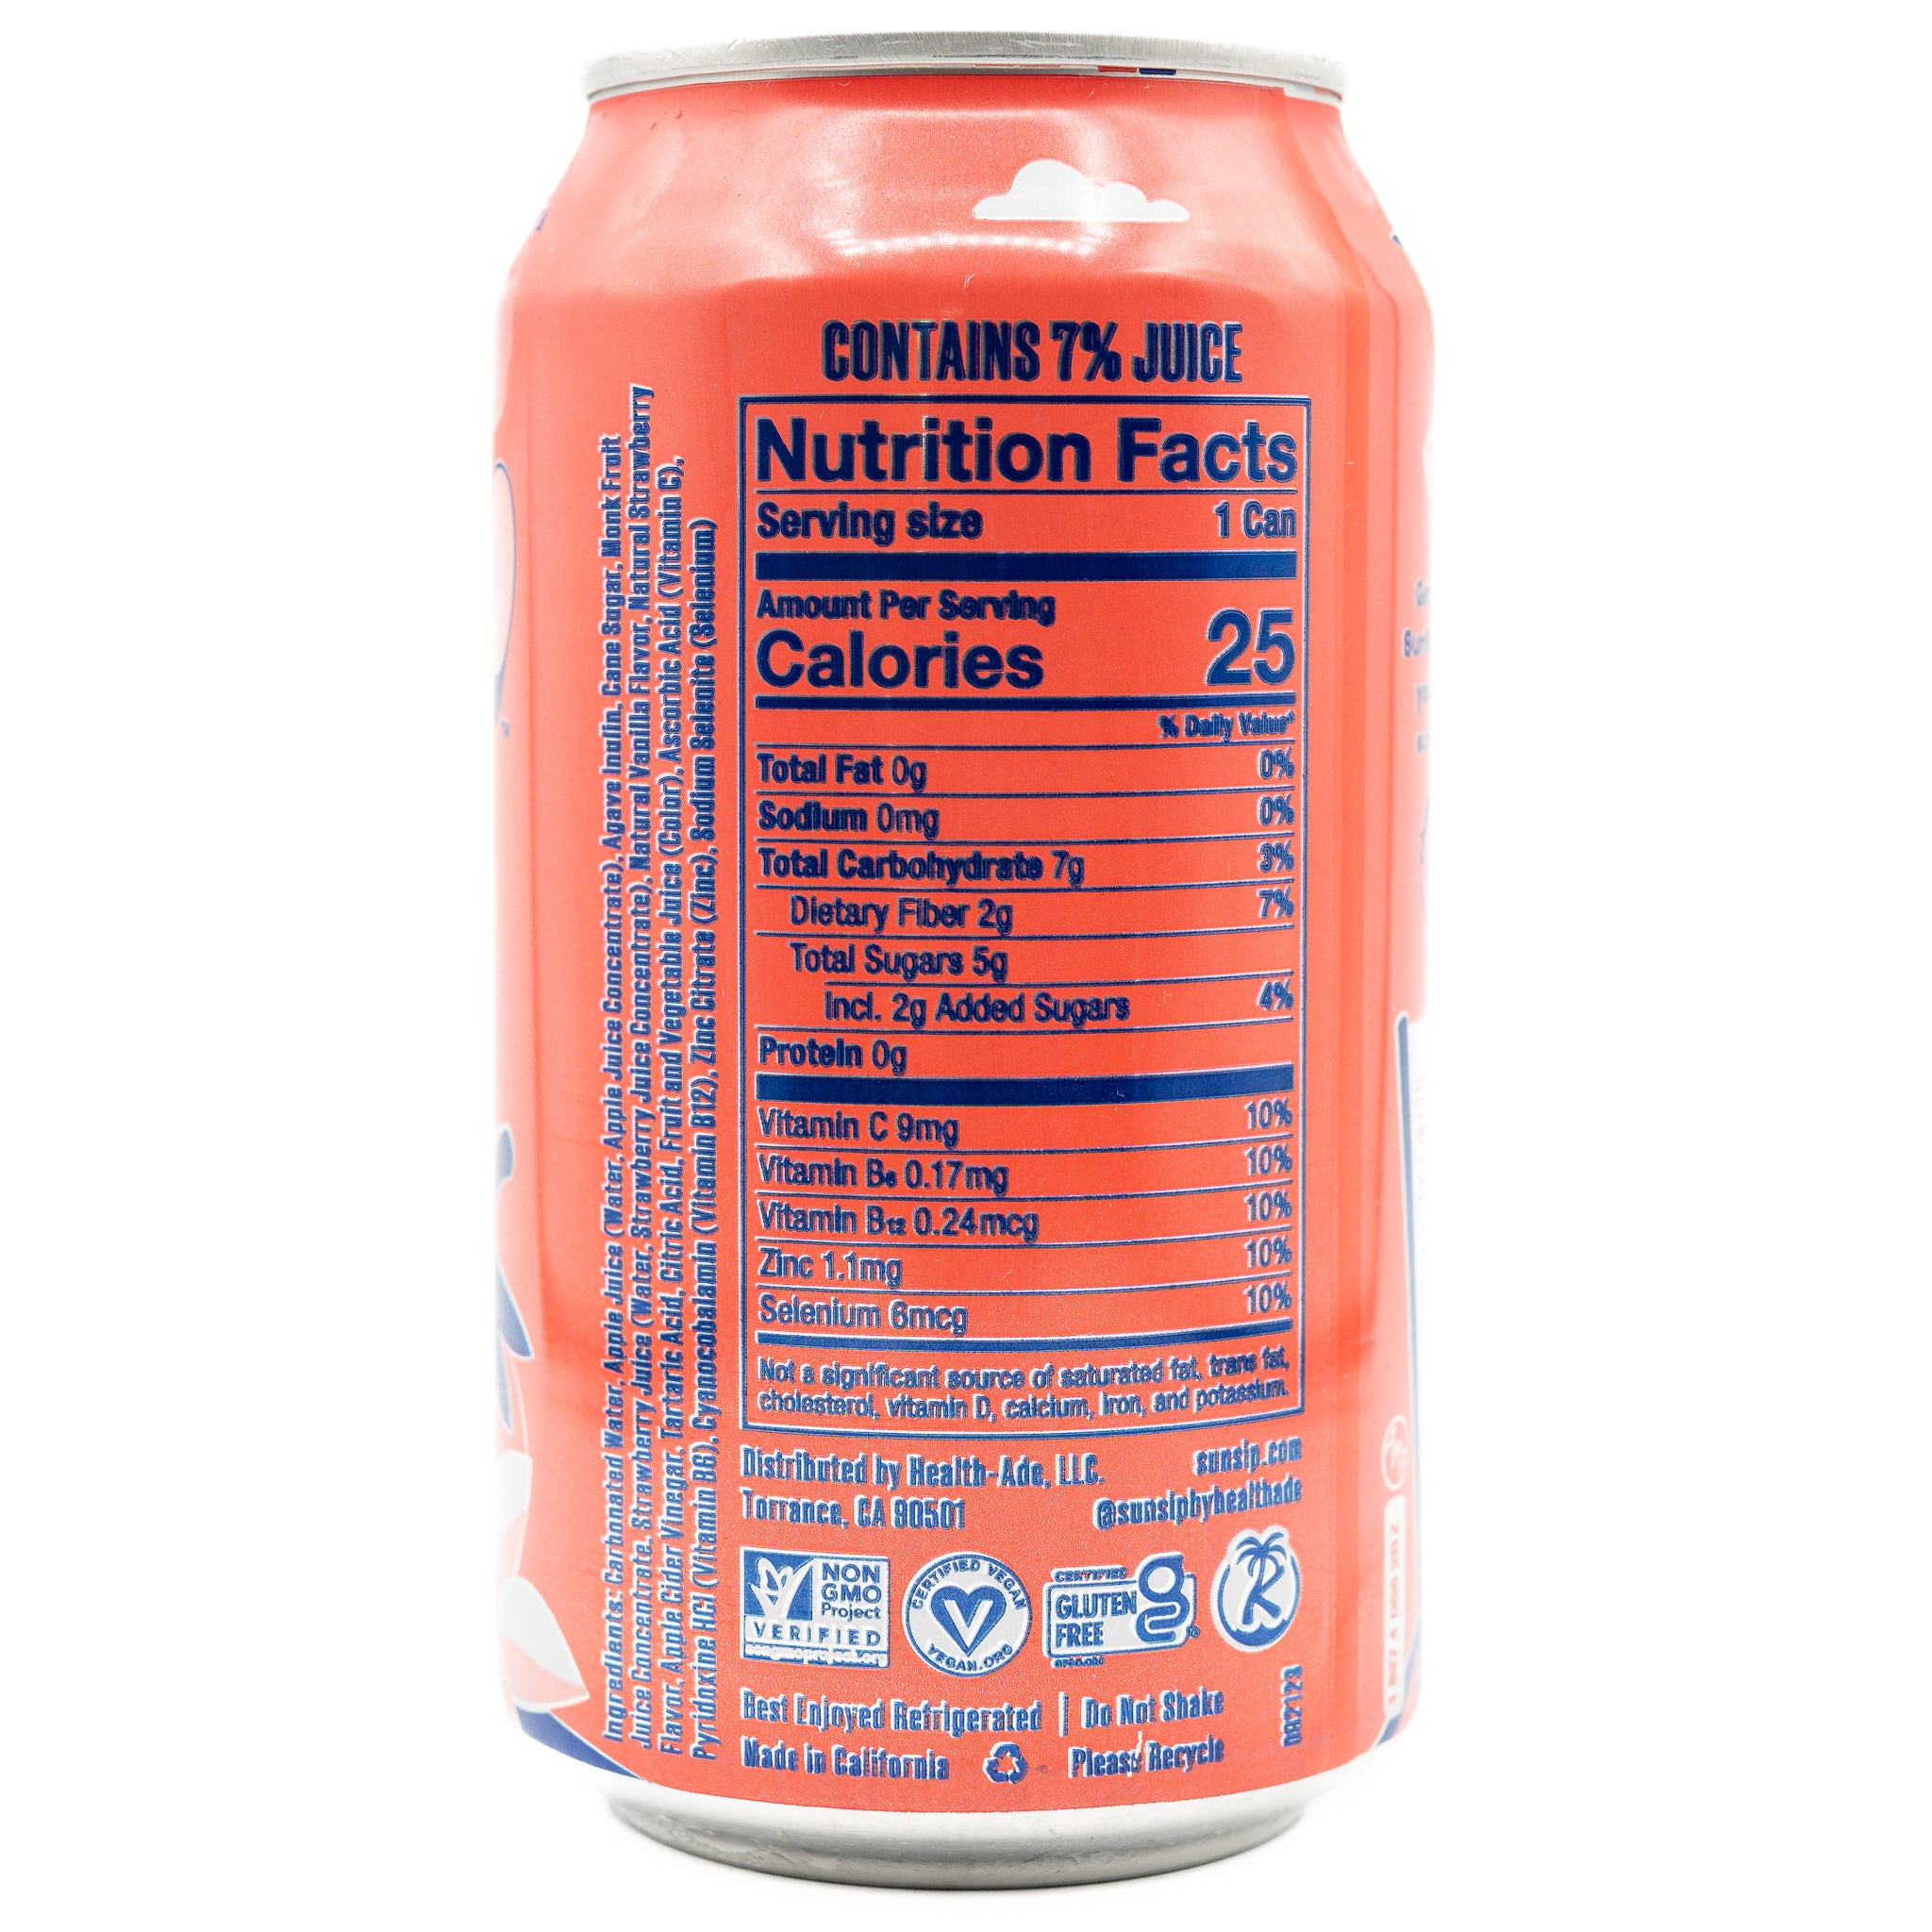 CONTAINS 7% JUICE
Nutrition Facts
Serving size 1 Can
Amount Per Serving
Calories 25
% Daily Value*
Total Fat 0g 0%
Sodium 0mg 0%
Total Carbohydrate 7g 3%
Dietary Fiber 2g 7%
Total Sugars 5g
Incl. 2g Added Sugars 4%
Protein 0g
Vitamin C 9mg 10%
Vitamin B6 0.17mg 10%
Vitamin B12 0.24mcg 10%
Zinc 1.1mg 10%
Selenium 6mcg 10%
Not a significant source of saturated fat, trans fat,
cholesterol, vitamin D, calcium, iron, and potassium.
Ingredients: Carbonated Water, Apple Juice (Water, Apple Juice Concentrate), Agave Inulin, Cane Sugar, Monk Fruit
Juice Concentrate, Strawberry Juice (Water, Strawberry Juice Concentrate), Natural Vanilla Flavor, Natural Strawberry
Flavor, Apple Cider Vinegar, Tartaric Acid, Citric Acid, Fruit and Vegetable Juice (Color), Ascorbic Acid (Vitamin C),
Pyridoxine HCl (Vitamin B6), Cyanocobalamin (Vitamin B12), Zinc Citrate (Zinc), Sodium Selenite (Selenium)
Distributed by Health-Ade, LLC. sunsip.com
Torrance, CA 90501 @sunsipbyhealthade
NON
GMO
Project
VERIFIED
nongmoproject.org
CERTIFIED VEGAN
V
VEGAN.ORG
CERTIFIED
GLUTEN
FREE
g
GFCO.ORG
K
Best Enjoyed Refrigerated | Do Not Shake
Made in California Please Recycle
082123